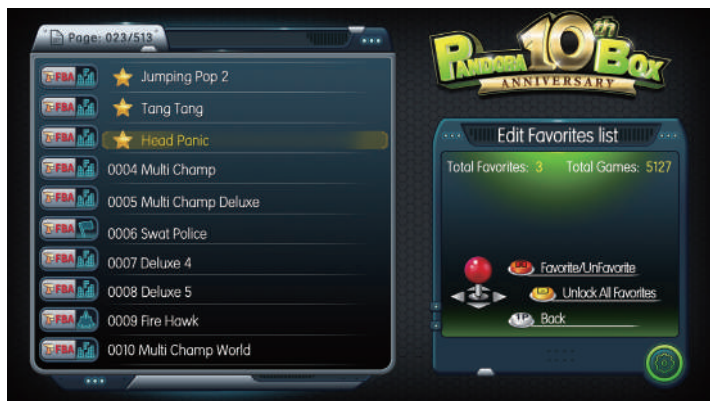 Page: 023/513
FBA Jumping Pop 2
FBA Tang Tang
FBA Head Panic
FBA 0004 Multi Champ
FBA 0005 Multi Champ Deluxe
FBA 0006 Swat Police
FBA 0007 Deluxe 4
FBA 0008 Deluxe 5
FBA 0009 Fire Hawk
FBA 0010 Multi Champ World
PANDORA 10th BOX
ANNIVERSARY
Edit Favorites list
Total Favorites: 3 Total Games: 5127
Favorite/UnFavorite
Unlock All Favorites
1P Back